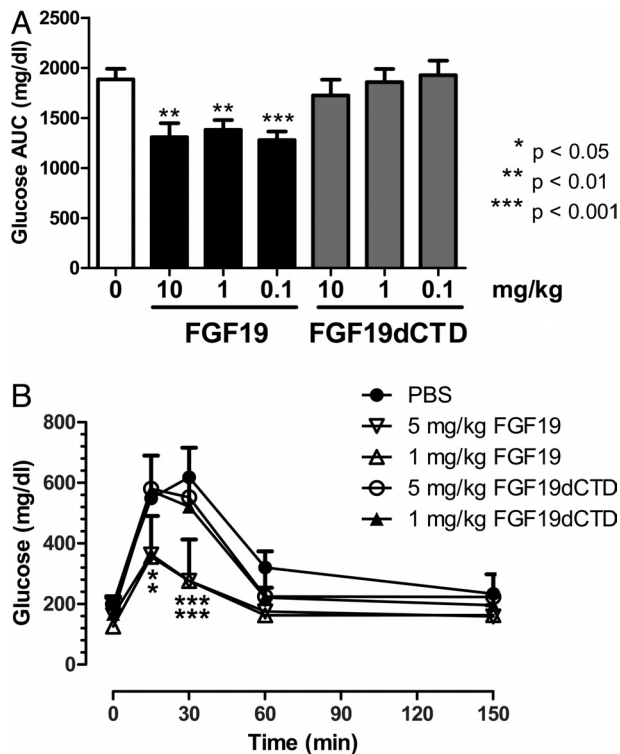 A
Glucose AUC (mg/dl)
2500
2000
1500
1000
500
0
** ** ***
* p < 0.05
** p < 0.01
*** p < 0.001
0 10 1 0.1 10 1 0.1 mg/kg
FGF19 FGF19dCTD
B
Glucose (mg/dl)
800
600
400
200
0
PBS
5 mg/kg FGF19
1 mg/kg FGF19
5 mg/kg FGF19dCTD
1 mg/kg FGF19dCTD
* ***
* ***
0 30 60 90 120 150
Time (min)